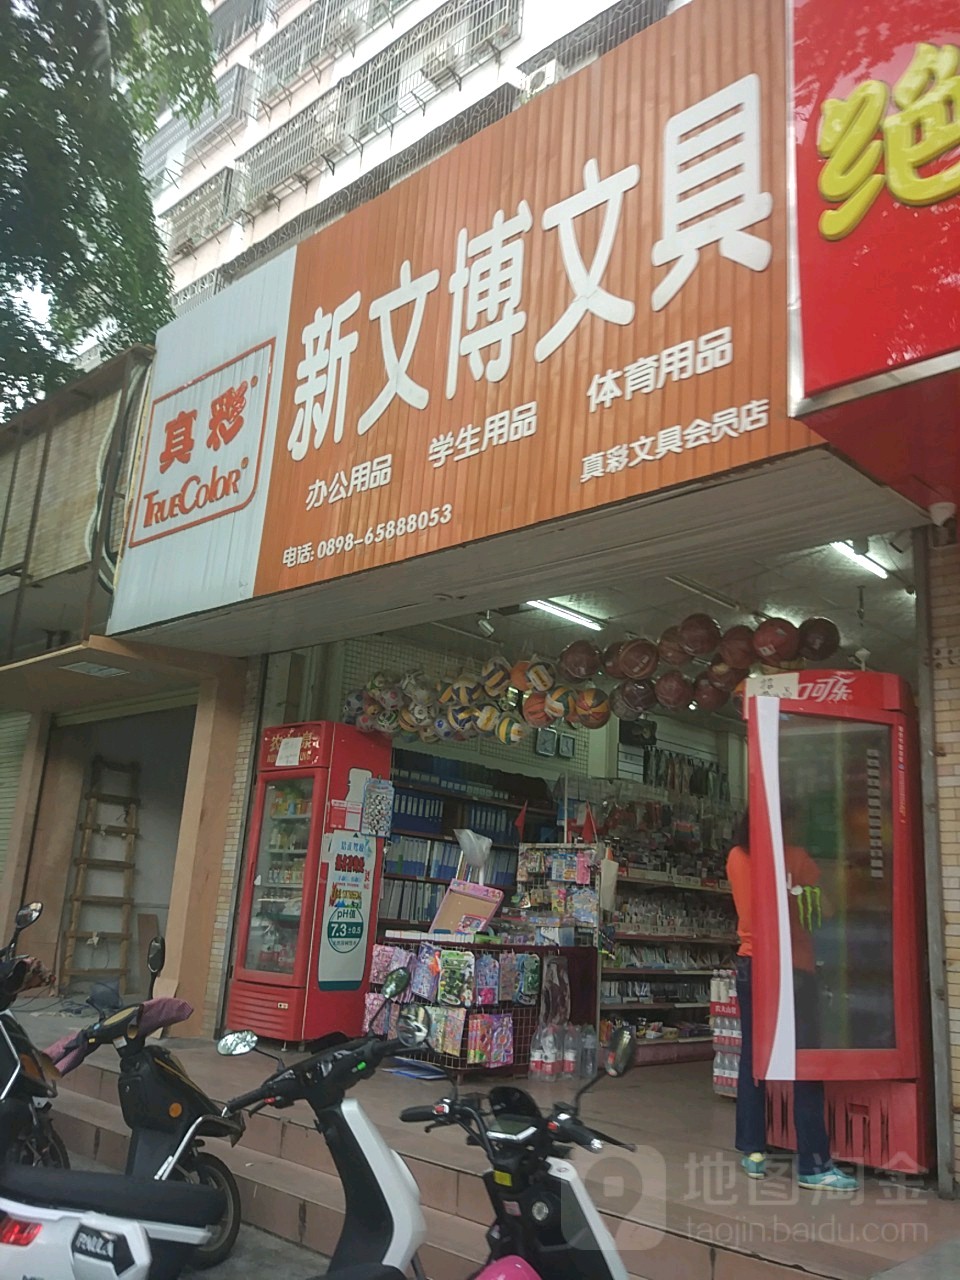 真彩
TRUECOLOR
新文博文具
办公用品 学生用品 体育用品
电话: 0898-65888053
真彩文具会员店
绝
口可乐
pH值
7.3±0.5
地图淘金
taojin.baidu.com